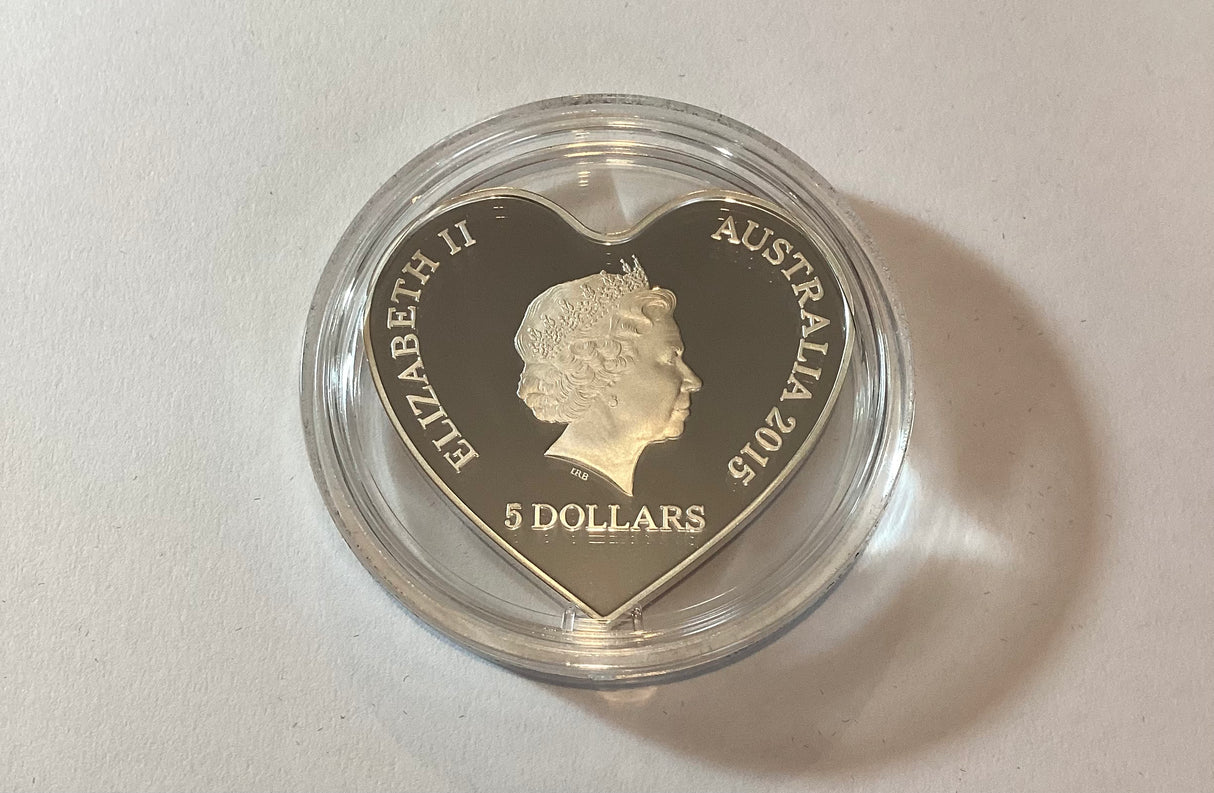 ELIZABETH II
AUSTRALIA 2015
IRB
5 DOLLARS